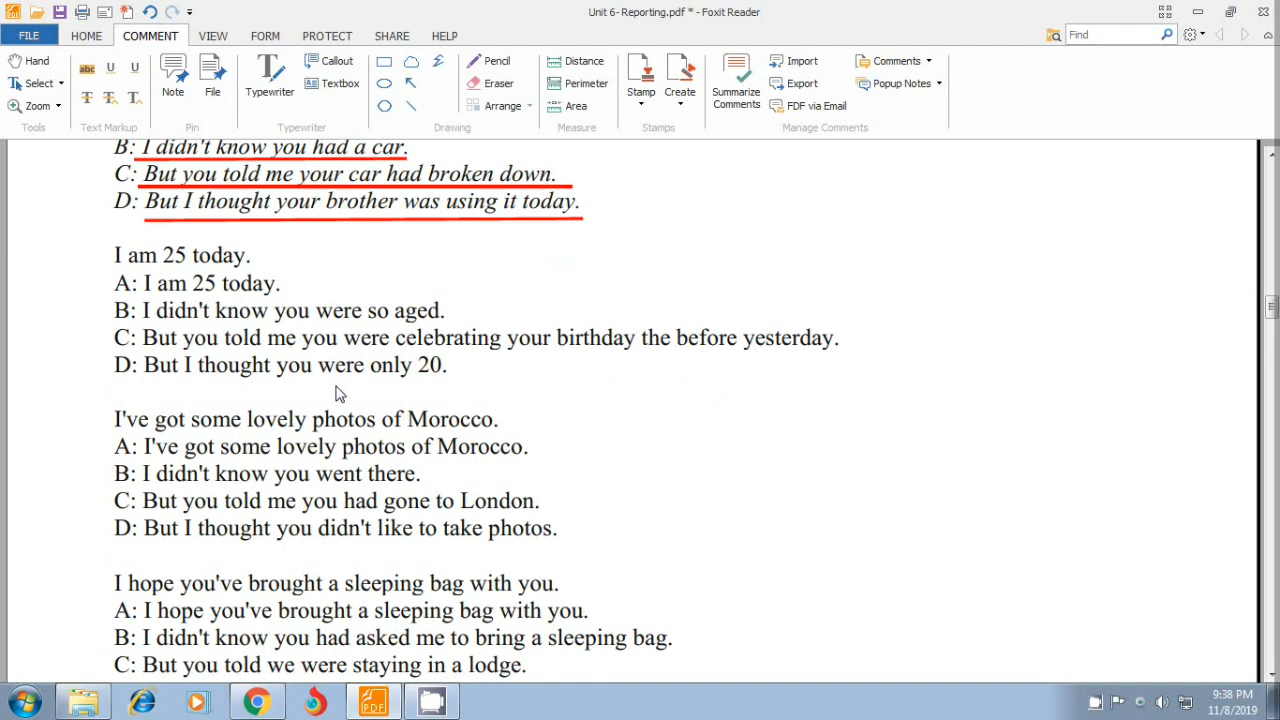 Unit 6- Reporting.pdf * - Foxit Reader
FILE HOME COMMENT VIEW FORM PROTECT SHARE HELP
Find
Hand
Select
Zoom
Tools
abc U U
T T T
Text Markup
Note File
Pin
Typewriter
Callout
Textbox
Typewriter
Pencil
Eraser
Arrange
Drawing
Distance
Perimeter
Area
Measure
Stamp Create
Stamps
Summarize
Comments
Import
Export
FDF via Email
Comments
Popup Notes
Manage Comments
B: I didn't know you had a car.
C: But you told me your car had broken down.
D: But I thought your brother was using it today.
I am 25 today.
A: I am 25 today.
B: I didn't know you were so aged.
C: But you told me you were celebrating your birthday the before yesterday.
D: But I thought you were only 20.
I've got some lovely photos of Morocco.
A: I've got some lovely photos of Morocco.
B: I didn't know you went there.
C: But you told me you had gone to London.
D: But I thought you didn't like to take photos.
I hope you've brought a sleeping bag with you.
A: I hope you've brought a sleeping bag with you.
B: I didn't know you had asked me to bring a sleeping bag.
C: But you told we were staying in a lodge.
PDF
9:38 PM
11/8/2019